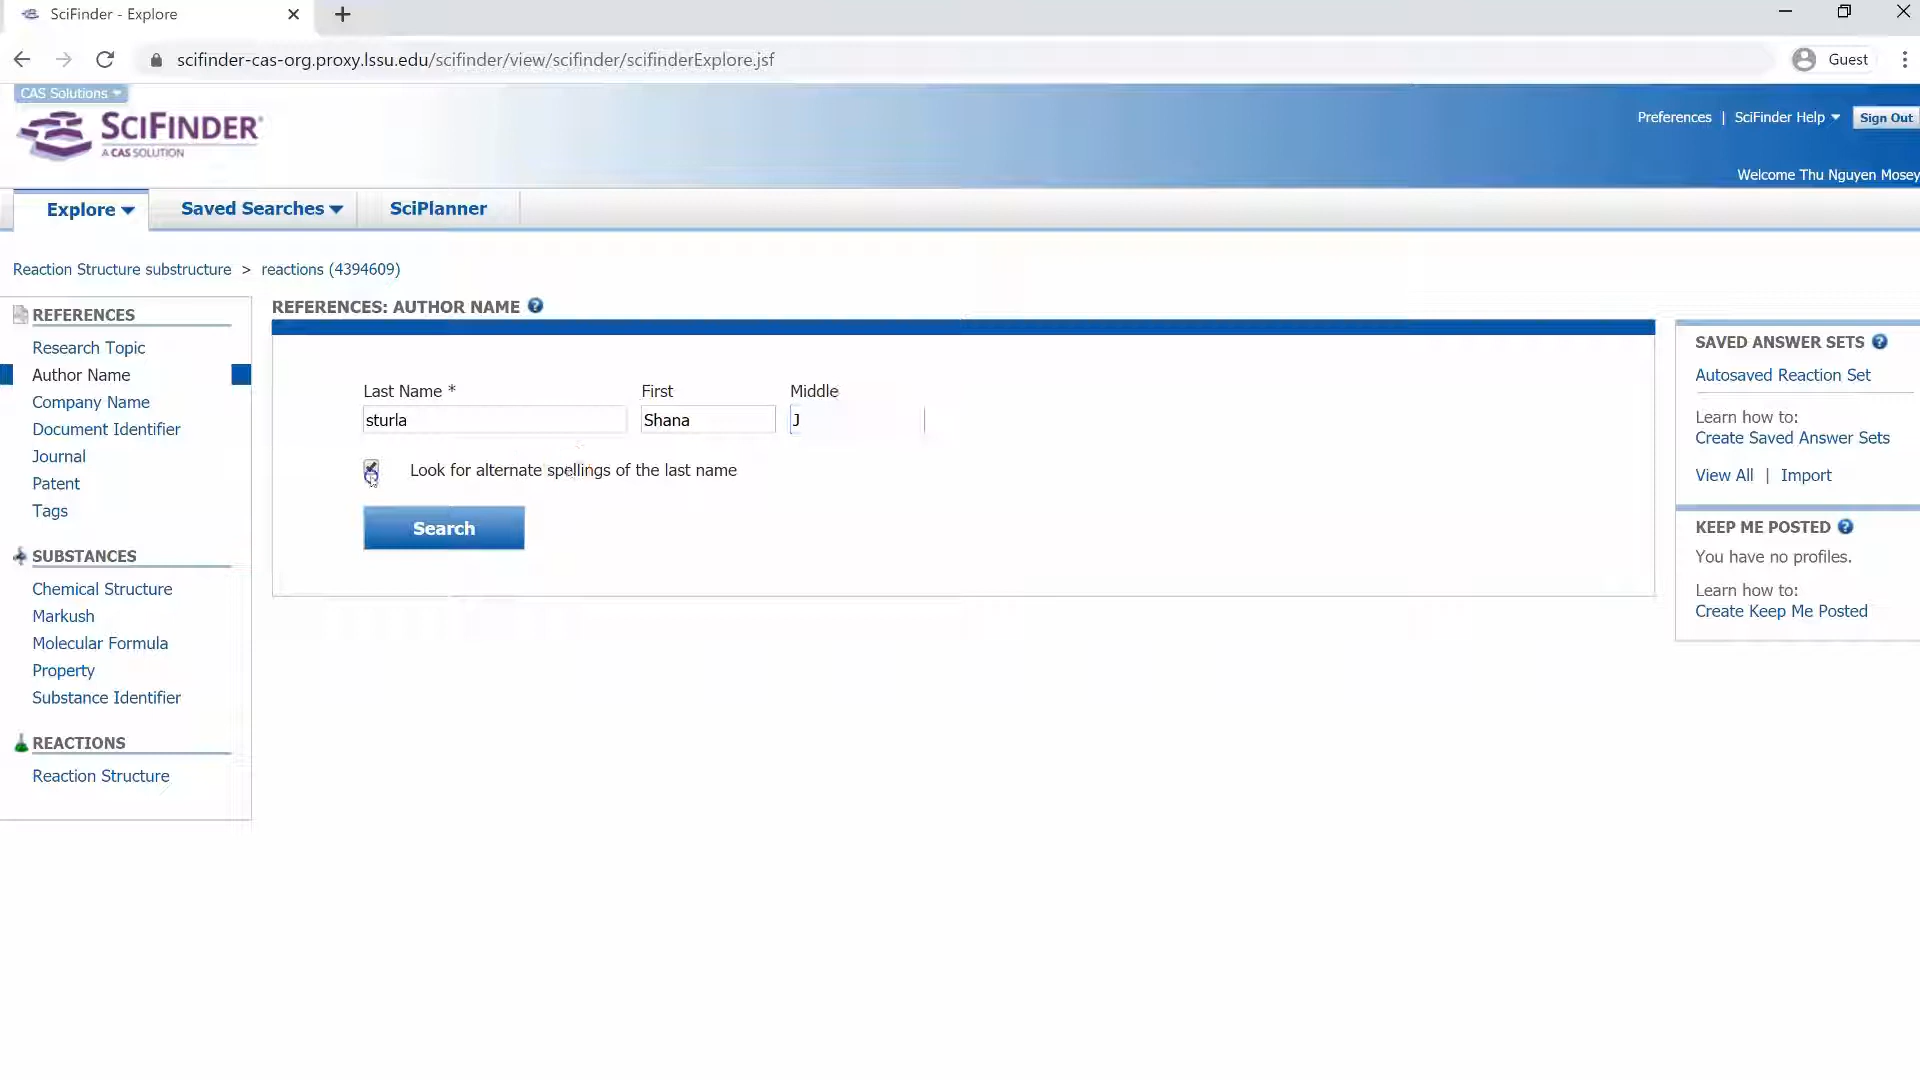 SciFinder - Explore
scifinder-cas-org.proxy.lssu.edu/scifinder/view/scifinder/scifinderExplore.jsf
Guest
CAS Solutions
SCIFINDER®
A CAS SOLUTION
Preferences | SciFinder Help
Sign Out
Welcome Thu Nguyen Mosey
Explore
Saved Searches
SciPlanner
Reaction Structure substructure > reactions (4394609)
REFERENCES
Research Topic
Author Name
Company Name
Document Identifier
Journal
Patent
Tags
SUBSTANCES
Chemical Structure
Markush
Molecular Formula
Property
Substance Identifier
REACTIONS
Reaction Structure
REFERENCES: AUTHOR NAME ?
Last Name * First Middle
sturla Shana J
Look for alternate spellings of the last name
Search
SAVED ANSWER SETS ?
Autosaved Reaction Set
Learn how to:
Create Saved Answer Sets
View All | Import
KEEP ME POSTED ?
You have no profiles.
Learn how to:
Create Keep Me Posted